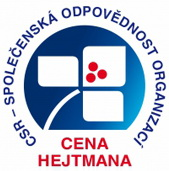 CSR – SPOLEČENSKÁ ODPOVĚDNOST ORGANIZACÍ
CENA
HEJTMANA